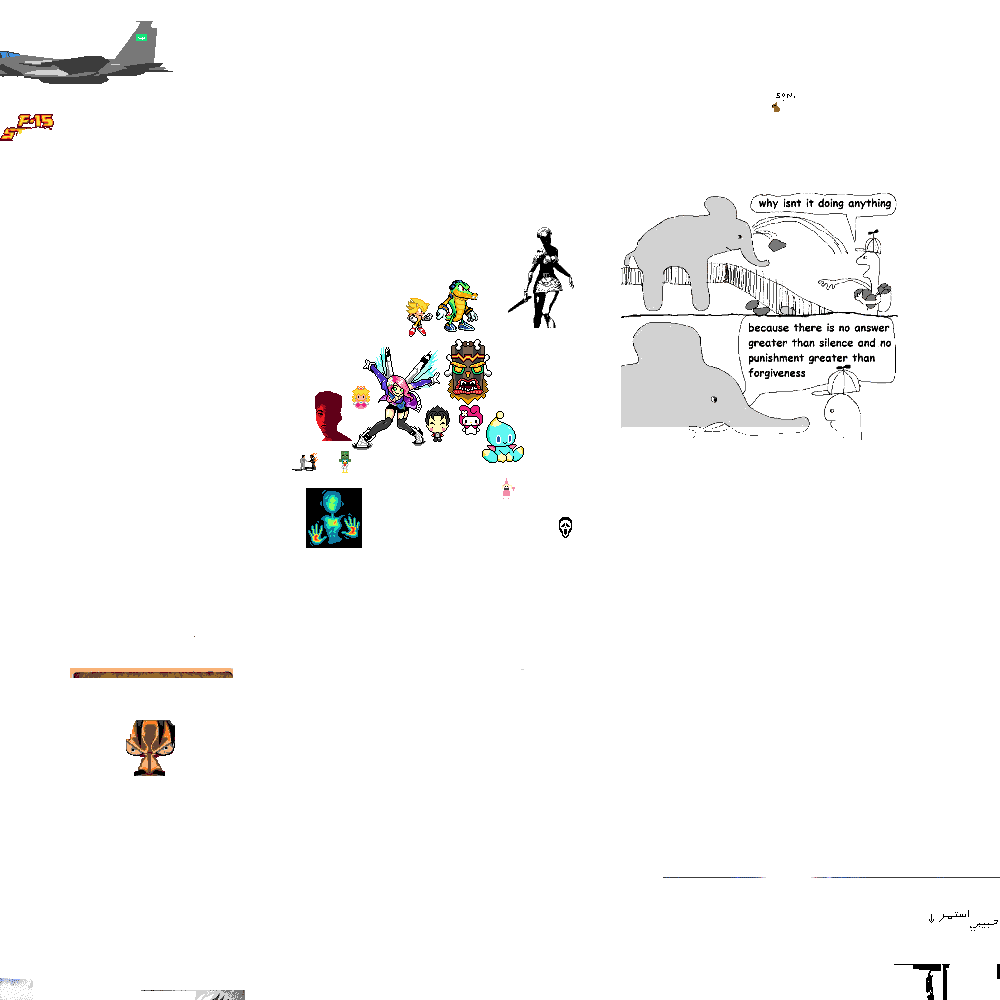 SON.
F-15
why isnt it doing anything
because there is no answer
greater than silence and no
punishment greater than
forgiveness
استمر
حبيبي